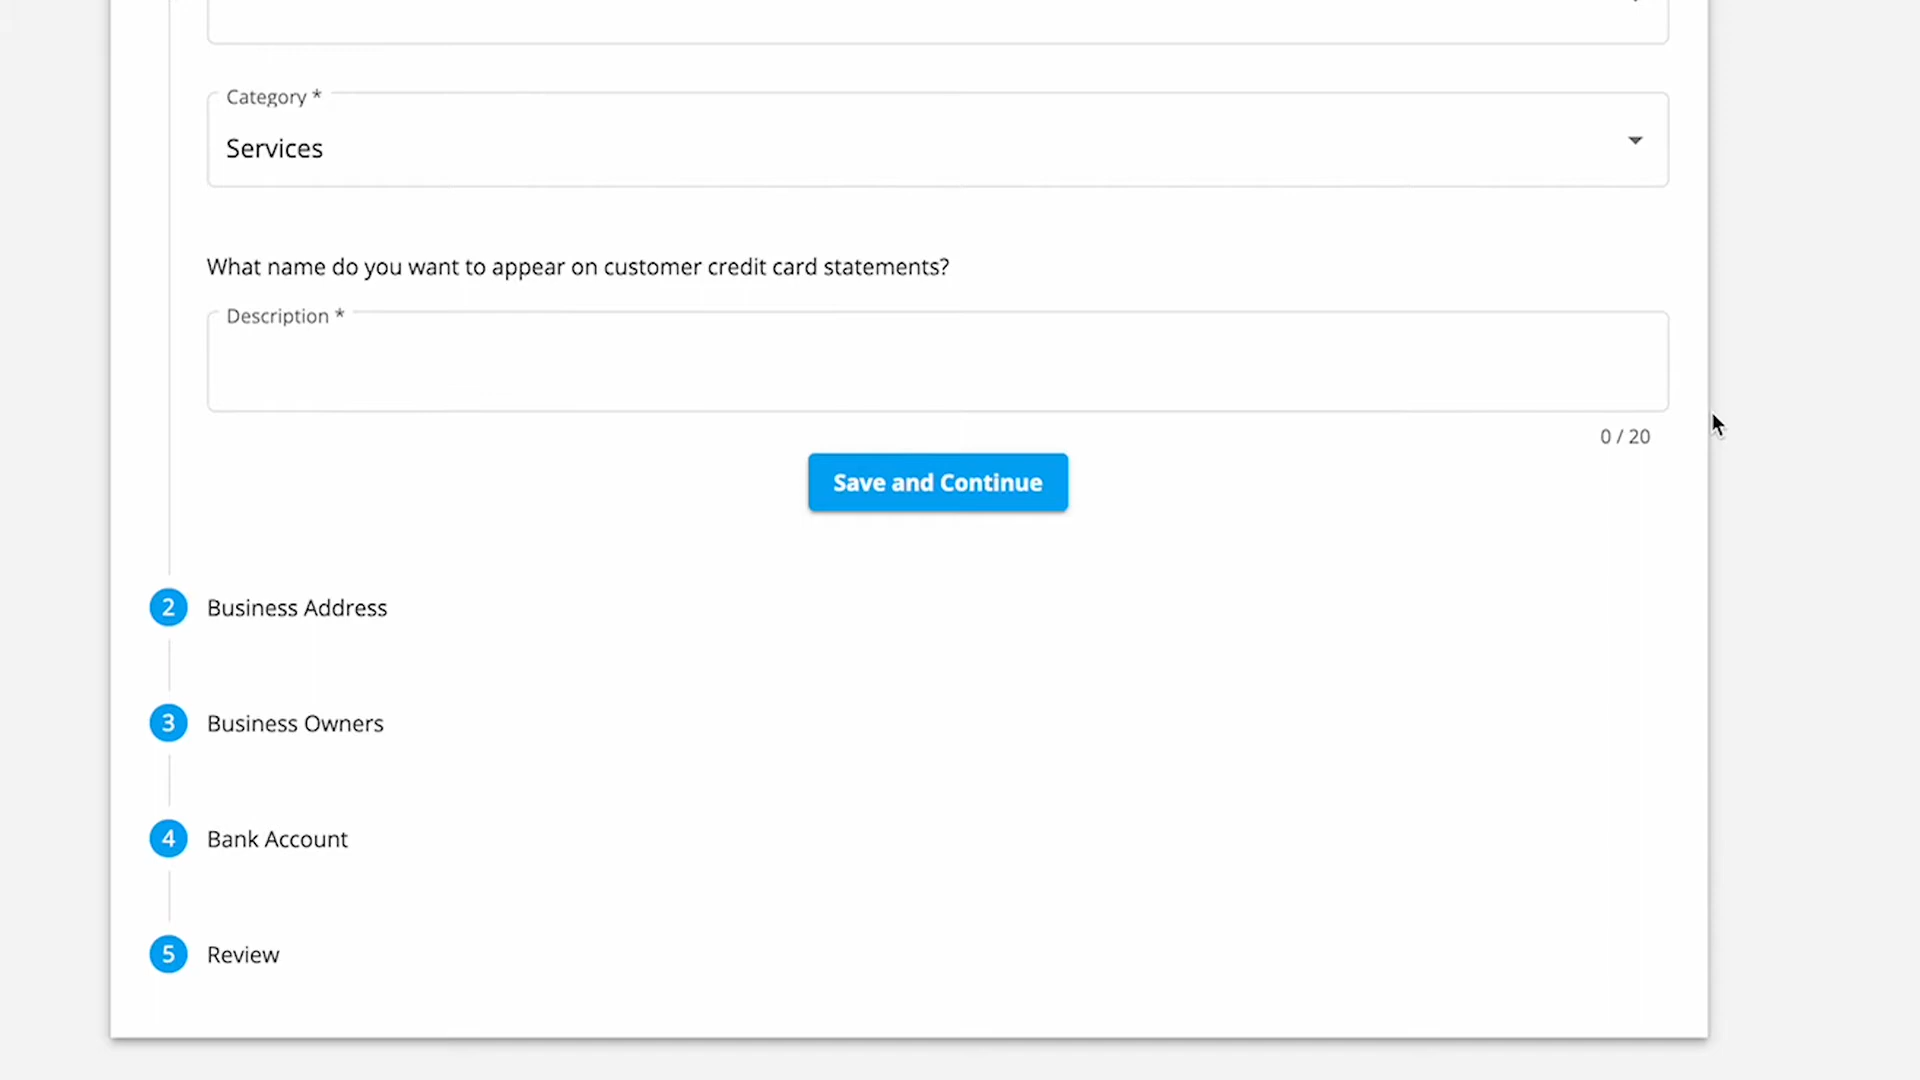 Category *
Services
What name do you want to appear on customer credit card statements?
Description *
0 / 20
Save and Continue
2 Business Address
3 Business Owners
4 Bank Account
5 Review